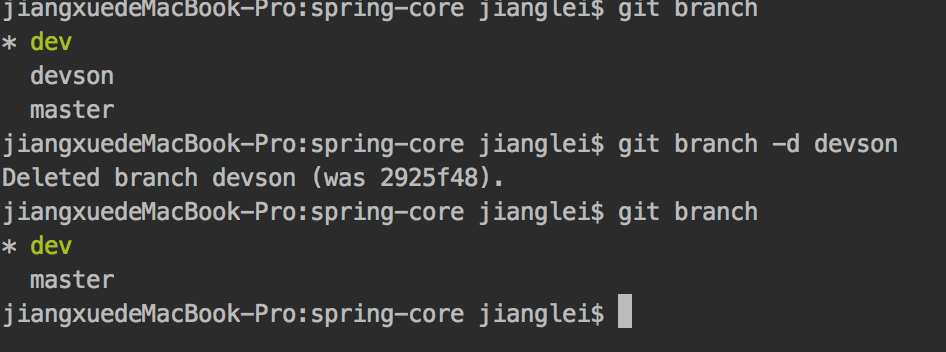 jiangxuedeMacBook-Pro:spring-core jianglei$ git branch
* dev
  devson
  master
jiangxuedeMacBook-Pro:spring-core jianglei$ git branch -d devson
Deleted branch devson (was 2925f48).
jiangxuedeMacBook-Pro:spring-core jianglei$ git branch
* dev
  master
jiangxuedeMacBook-Pro:spring-core jianglei$